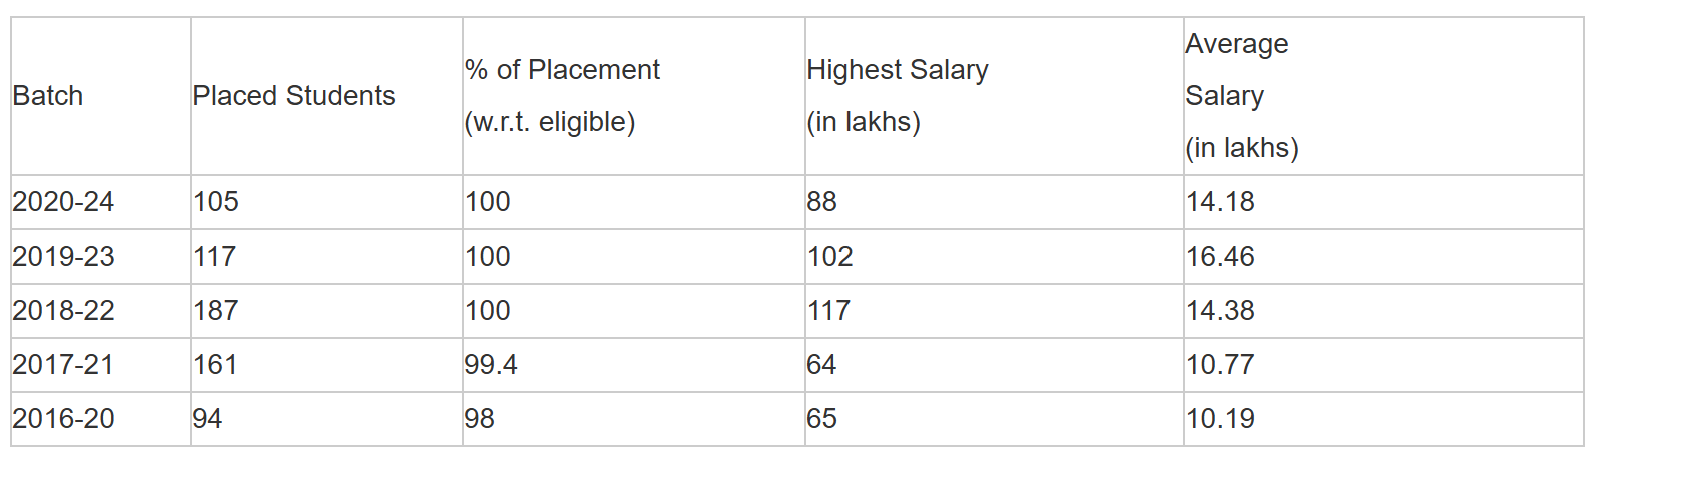 Batch
Placed Students
% of Placement
(w.r.t. eligible)
Highest Salary
(in lakhs)
Average
Salary
(in lakhs)
2020-24 105 100 88 14.18
2019-23 117 100 102 16.46
2018-22 187 100 117 14.38
2017-21 161 99.4 64 10.77
2016-20 94 98 65 10.19